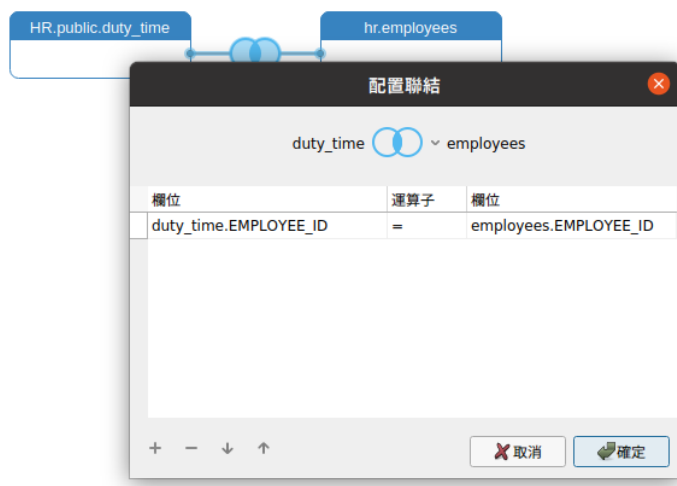 HR.public.duty_time hr.employees
配置聯結
duty_time employees
欄位 運算子 欄位
duty_time.EMPLOYEE_ID = employees.EMPLOYEE_ID
取消 確定